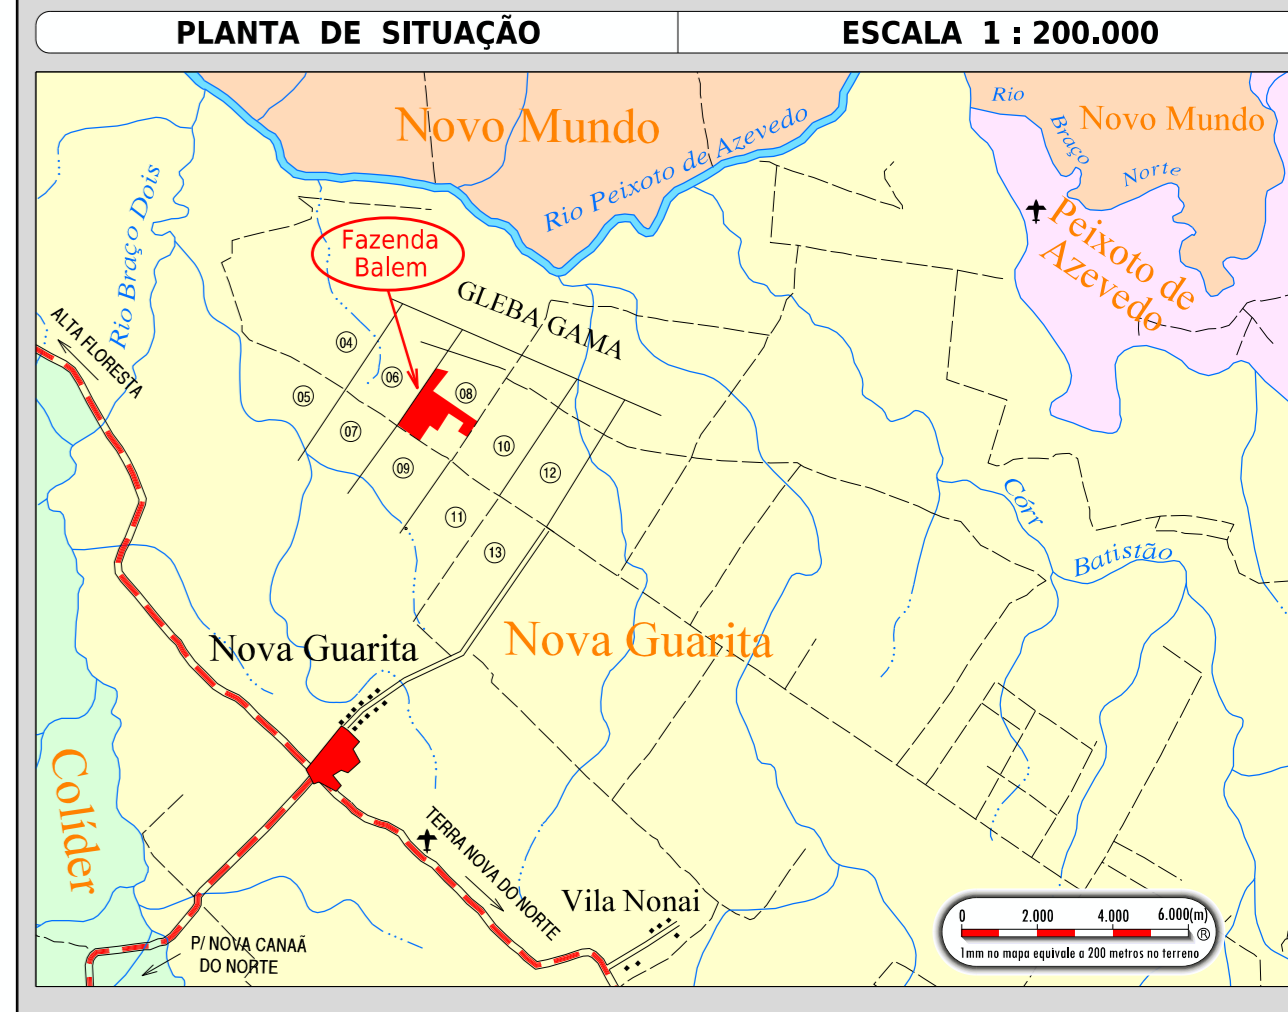 PLANTA DE SITUAÇÃO
ESCALA 1 : 200.000
Novo Mundo
Rio Peixoto de Azevedo
Rio
Braço
Norte
Novo Mundo
Peixoto de
Azevedo
Rio Braço Dois
Fazenda
Balem
GLEBA GAMA
ALTA FLORESTA
04
05
06
07
08
09
10
11
12
13
Córr
Batistão
Nova Guarita
Nova Guarita
Colíder
TERRA NOVA DO NORTE
Vila Nonai
P/ NOVA CANAÃ
DO NORTE
0 2.000 4.000 6.000(m)
®
1mm no mapa equivale a 200 metros no terreno